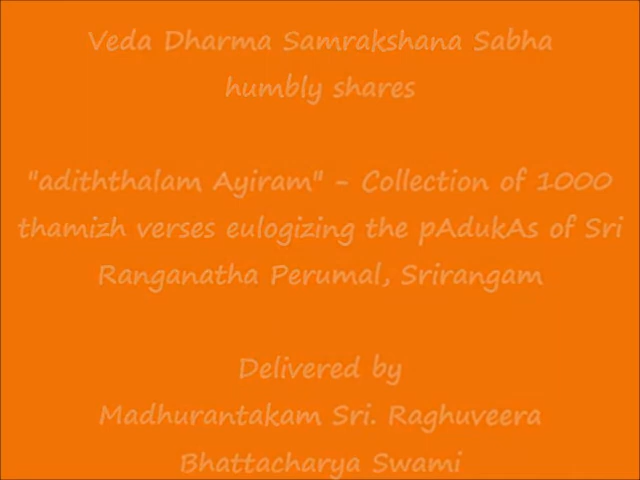 Veda Dharma Samrakshana Sabha
humbly shares
"adiththalam Ayiram" - Collection of 1000
thamizh verses eulogizing the pAdukAs of Sri
Ranganatha Perumal, Srirangam
Delivered by
Madhurantakam Sri. Raghuveera
Bhattacharya Swami